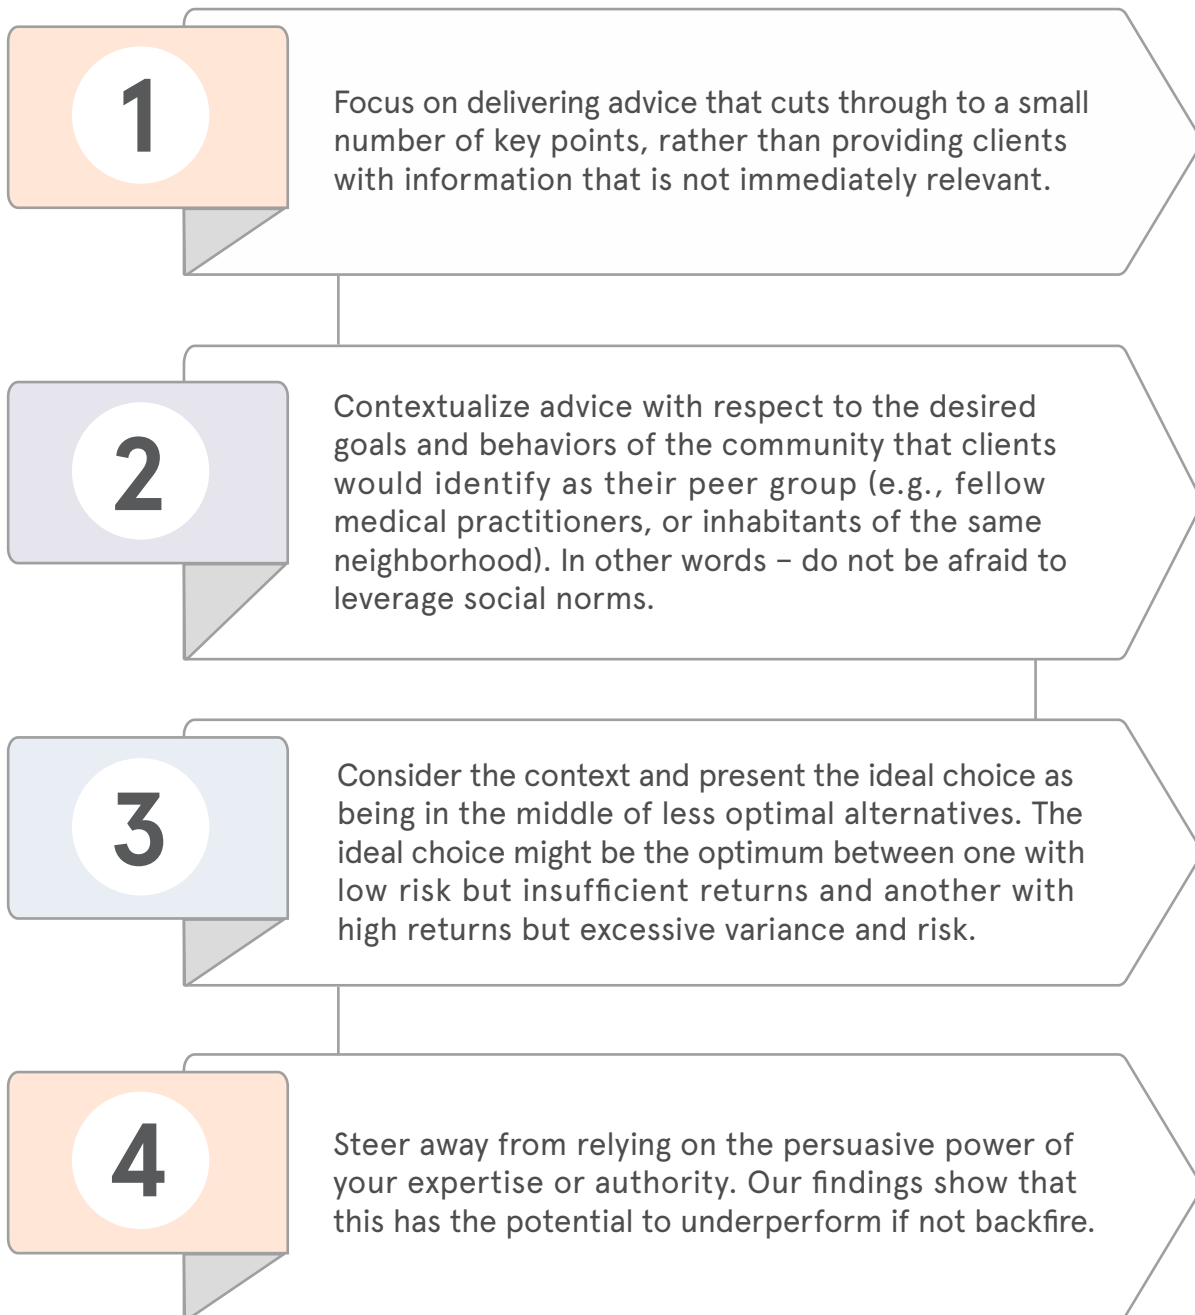 1
Focus on delivering advice that cuts through to a small
number of key points, rather than providing clients
with information that is not immediately relevant.
2
Contextualize advice with respect to the desired
goals and behaviors of the community that clients
would identify as their peer group (e.g., fellow
medical practitioners, or inhabitants of the same
neighborhood). In other words – do not be afraid to
leverage social norms.
3
Consider the context and present the ideal choice as
being in the middle of less optimal alternatives. The
ideal choice might be the optimum between one with
low risk but insufficient returns and another with
high returns but excessive variance and risk.
4
Steer away from relying on the persuasive power of
your expertise or authority. Our findings show that
this has the potential to underperform if not backfire.